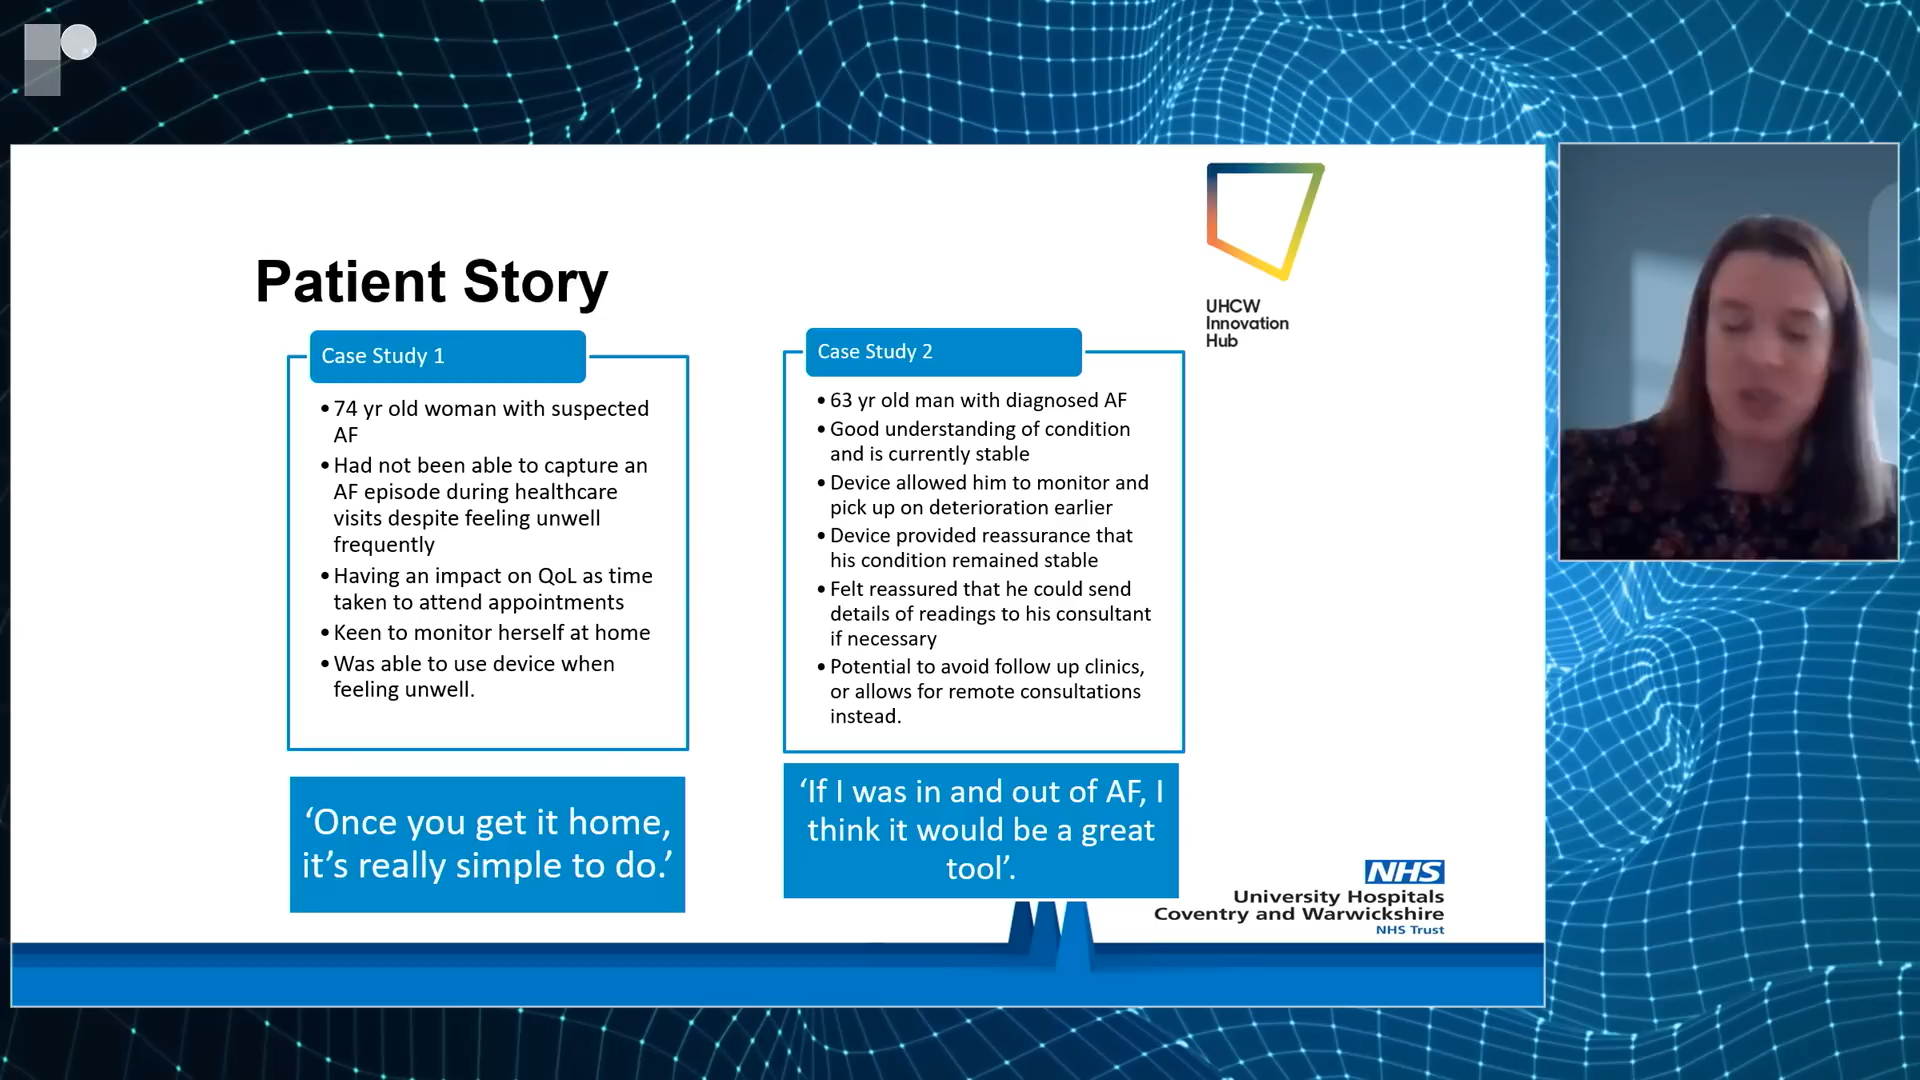 Patient Story
UHCW
Innovation
Hub
Case Study 1
•74 yr old woman with suspected
AF
•Had not been able to capture an
AF episode during healthcare
visits despite feeling unwell
frequently
•Having an impact on QoL as time
taken to attend appointments
•Keen to monitor herself at home
•Was able to use device when
feeling unwell.
‘Once you get it home,
it’s really simple to do.’
Case Study 2
•63 yr old man with diagnosed AF
•Good understanding of condition
and is currently stable
•Device allowed him to monitor and
pick up on deterioration earlier
•Device provided reassurance that
his condition remained stable
•Felt reassured that he could send
details of readings to his consultant
if necessary
•Potential to avoid follow up clinics,
or allows for remote consultations
instead.
‘If I was in and out of AF, I
think it would be a great
tool’.
NHS
University Hospitals
Coventry and Warwickshire
NHS Trust